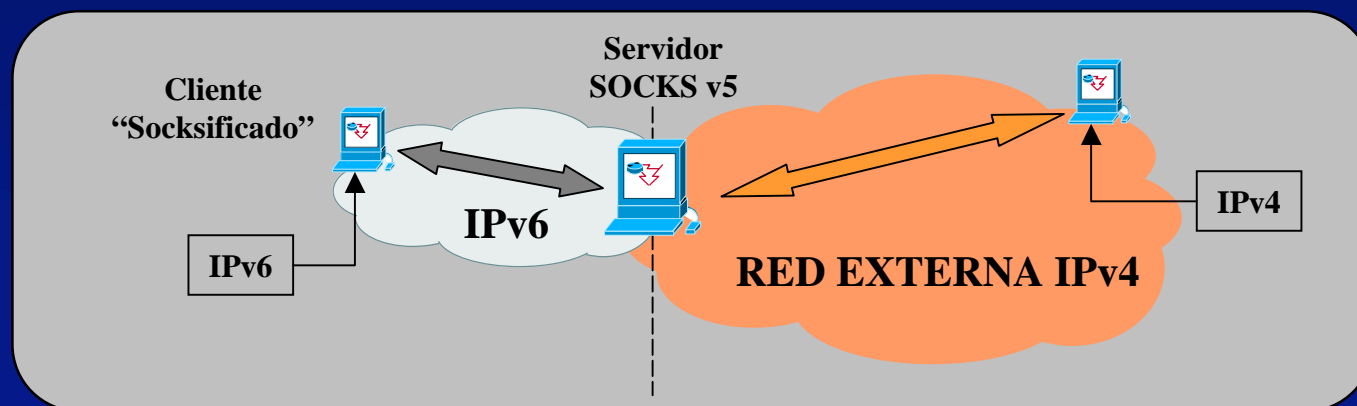 Servidor
SOCKS v5
Cliente
“Socksificado”
IPv6
IPv4
IPv6
RED EXTERNA IPv4